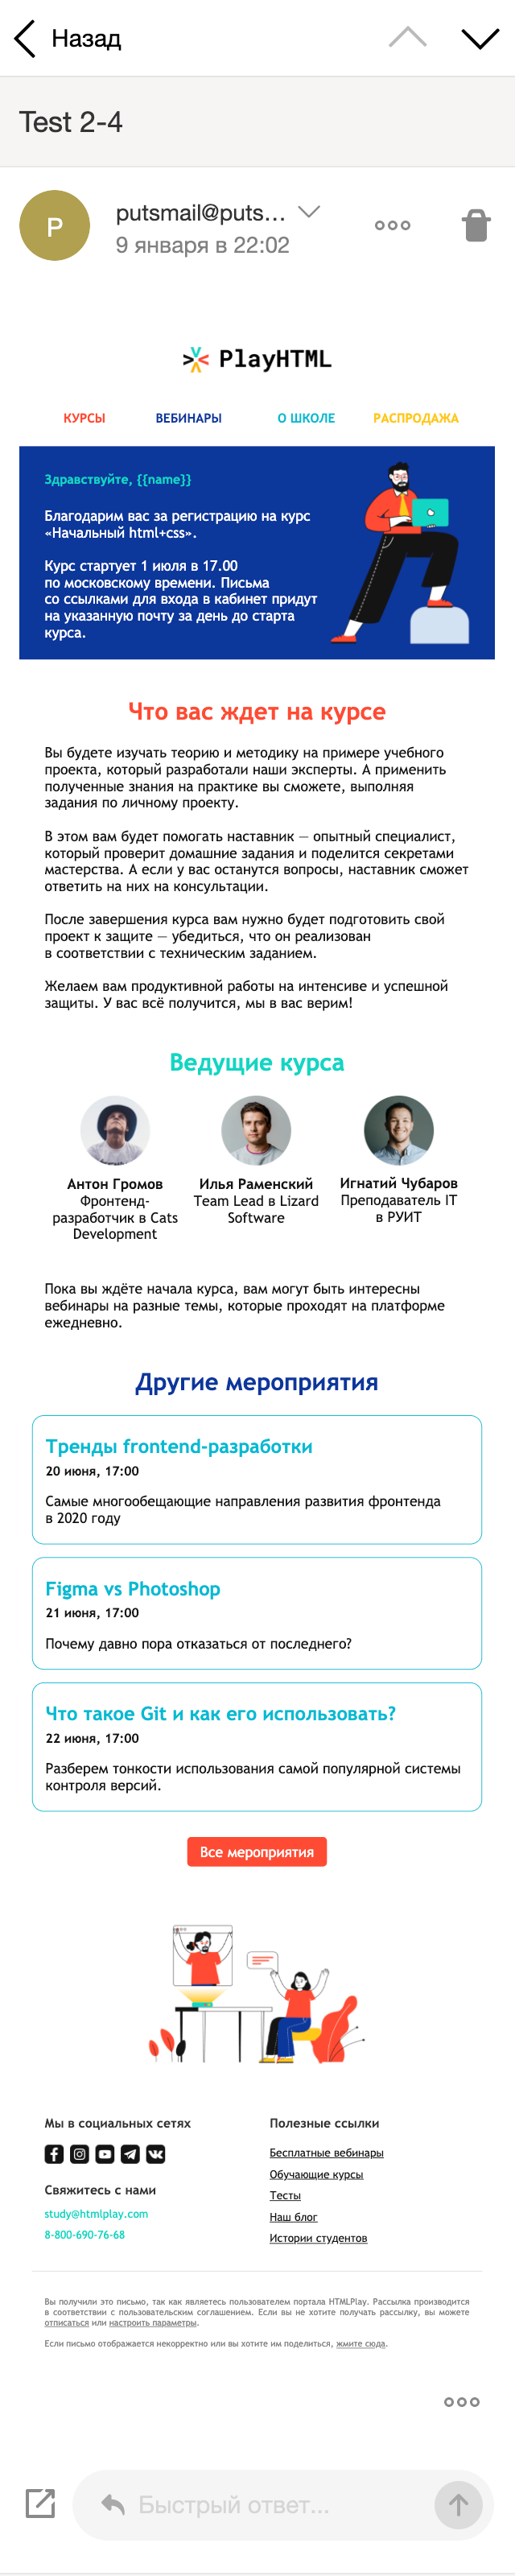 Назад
Test 2-4
P
putsmail@puts...
9 января в 22:02
PlayHTML
КУРСЫ ВЕБИНАРЫ О ШКОЛЕ РАСПРОДАЖА
Здравствуйте, {{name}}
Благодарим вас за регистрацию на курс
«Начальный html+css».
Курс стартует 1 июля в 17.00
по московскому времени. Письма
со ссылками для входа в кабинет придут
на указанную почту за день до старта
курса.
Что вас ждет на курсе
Вы будете изучать теорию и методику на примере учебного
проекта, который разработали наши эксперты. А применить
полученные знания на практике вы сможете, выполняя
задания по личному проекту.
В этом вам будет помогать наставник — опытный специалист,
который проверит домашние задания и поделится секретами
мастерства. А если у вас останутся вопросы, наставник сможет
ответить на них на консультации.
После завершения курса вам нужно будет подготовить свой
проект к защите — убедиться, что он реализован
в соответствии с техническим заданием.
Желаем вам продуктивной работы на интенсиве и успешной
защиты. У вас всё получится, мы в вас верим!
Ведущие курса
Антон Громов
Фронтенд-
разработчик в Cats
Development
Илья Раменский
Team Lead в Lizard
Software
Игнатий Чубаров
Преподаватель IT
в РУИТ
Пока вы ждёте начала курса, вам могут быть интересны
вебинары на разные темы, которые проходят на платформе
ежедневно.
Другие мероприятия
Тренды frontend-разработки
20 июня, 17:00
Самые многообещающие направления развития фронтенда
в 2020 году
Figma vs Photoshop
21 июня, 17:00
Почему давно пора отказаться от последнего?
Что такое Git и как его использовать?
22 июня, 17:00
Разберем тонкости использования самой популярной системы
контроля версий.
Все мероприятия
Мы в социальных сетях
Свяжитесь с нами
study@htmlplay.com
8-800-690-76-68
Полезные ссылки
Бесплатные вебинары
Обучающие курсы
Тесты
Наш блог
Истории студентов
Вы получили это письмо, так как являетесь пользователем портала HTMLPlay. Рассылка производится
в соответствии с пользовательским соглашением. Если вы не хотите получать рассылку, вы можете
отписаться или настроить параметры.
Если письмо отображается некорректно или вы хотите им поделиться, жмите сюда.
Быстрый ответ...